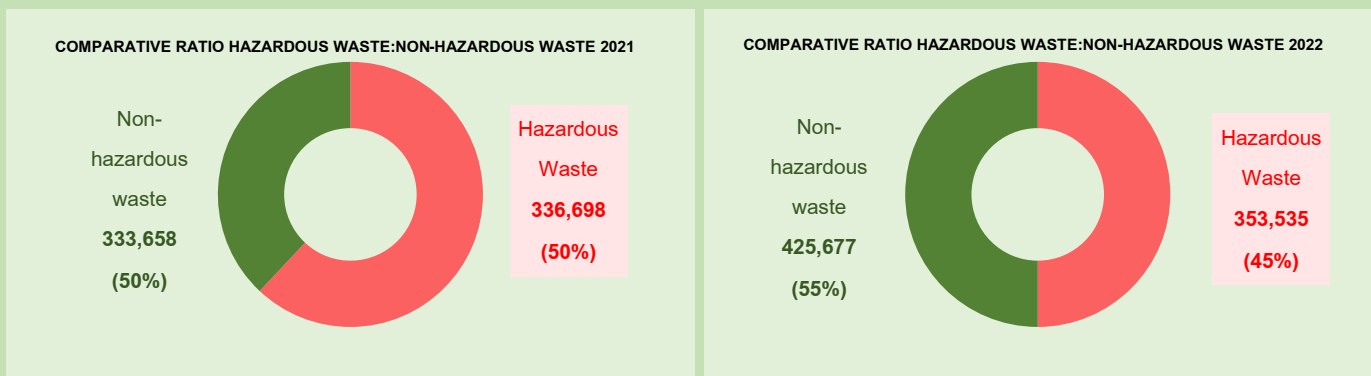 COMPARATIVE RATIO HAZARDOUS WASTE:NON-HAZARDOUS WASTE 2021
Non-
hazardous
waste
333,658
(50%)
Hazardous
Waste
336,698
(50%)
COMPARATIVE RATIO HAZARDOUS WASTE:NON-HAZARDOUS WASTE 2022
Non-
hazardous
waste
425,677
(55%)
Hazardous
Waste
353,535
(45%)